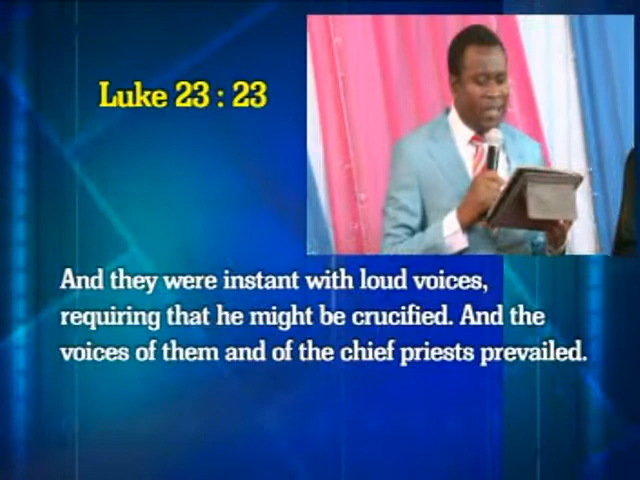 Luke 23 : 23
And they were instant with loud voices,
requiring that he might be crucified. And the
voices of them and of the chief priests prevailed.